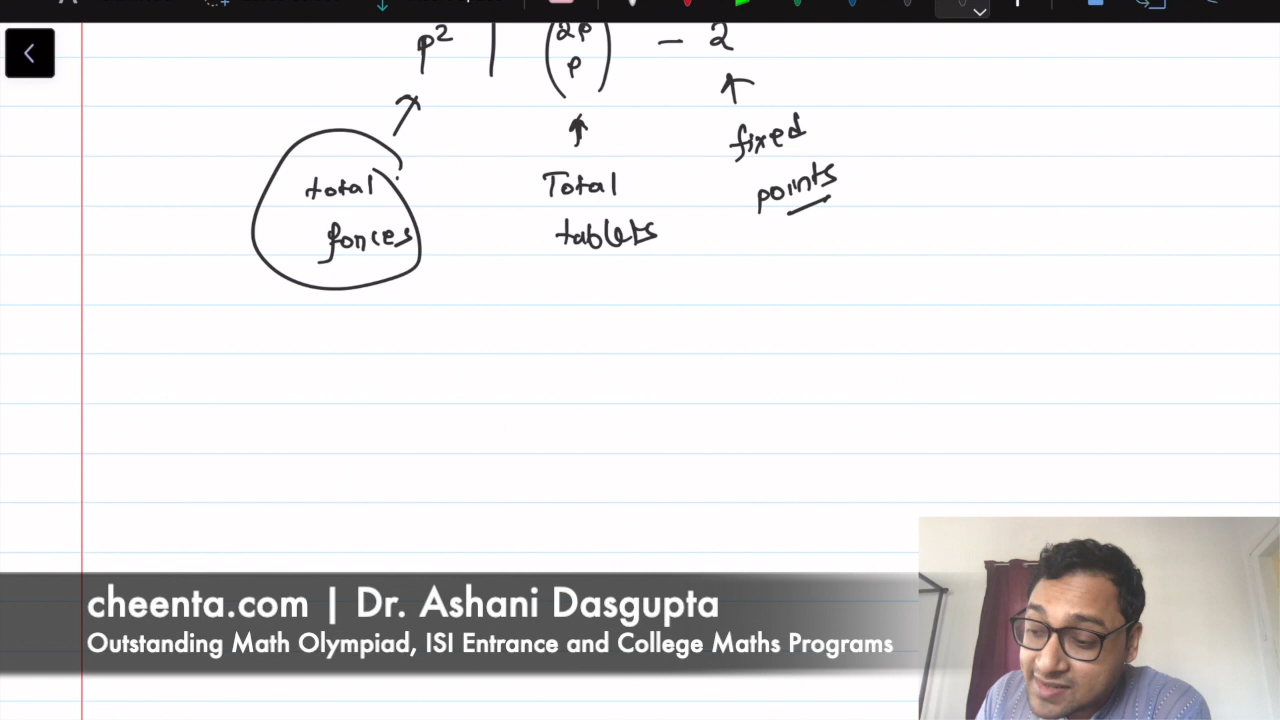 p² | (2p p) - 2
total forces
Total tablets
fixed points
cheenta.com | Dr. Ashani Dasgupta
Outstanding Math Olympiad, ISI Entrance and College Maths Programs